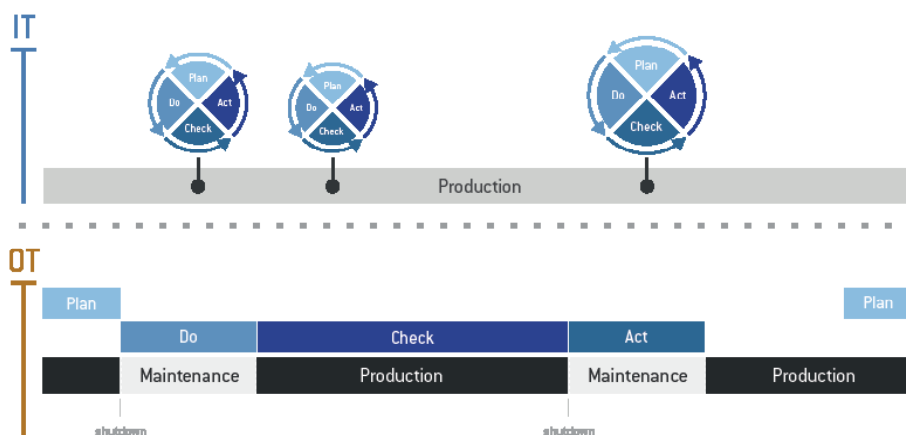 IT
Plan
Do
Act
Check
Plan
Do
Act
Check
Plan
Do
Act
Check
Production
OT
Plan
Plan
Do
Check
Act
Maintenance
Production
Maintenance
Production
shutdown
shutdown